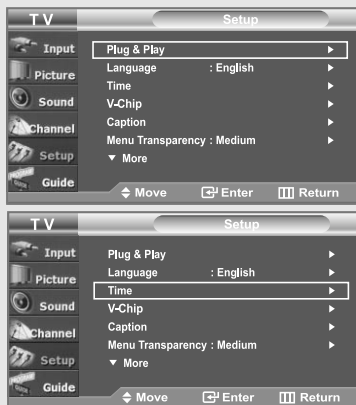 TV Setup
Input
Plug & Play
Language : English
Picture
Time
Sound
V-Chip
Caption
Channel
Menu Transparency : Medium
Setup
▼ More
Guide
Move Enter Return
TV Setup
Input
Plug & Play
Language : English
Picture
Time
Sound
V-Chip
Caption
Channel
Menu Transparency : Medium
Setup
▼ More
Guide
Move Enter Return